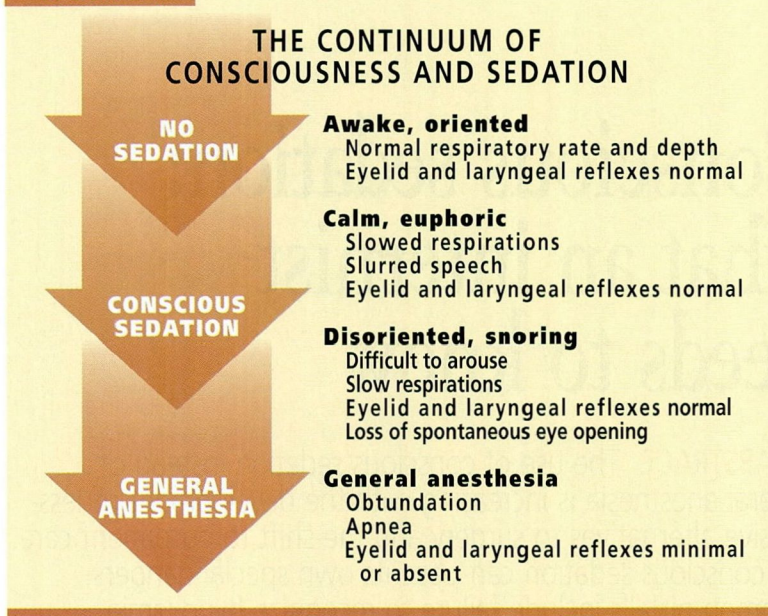 THE CONTINUUM OF
CONSCIOUSNESS AND SEDATION
NO
SEDATION
Awake, oriented
Normal respiratory rate and depth
Eyelid and laryngeal reflexes normal
Calm, euphoric
Slowed respirations
Slurred speech
Eyelid and laryngeal reflexes normal
CONSCIOUS
SEDATION
Disoriented, snoring
Difficult to arouse
Slow respirations
Eyelid and laryngeal reflexes normal
Loss of spontaneous eye opening
GENERAL
ANESTHESIA
General anesthesia
Obtundation
Apnea
Eyelid and laryngeal reflexes minimal
or absent